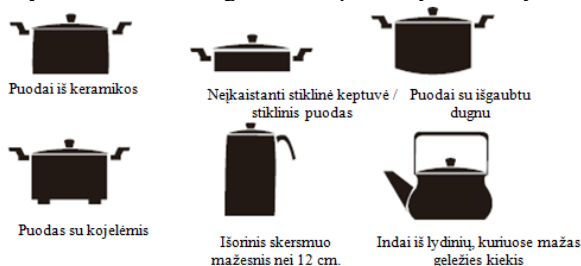 Puodai iš keramikos
Neįkaistanti stiklinė keptuvė /
stiklinis puodas
Puodai su išgaubtu
dugnu
Puodas su kojelėmis
Išorinis skersmuo
mažesnis nei 12 cm.
Indai iš lydinių, kuriuose mažas
geležies kiekis